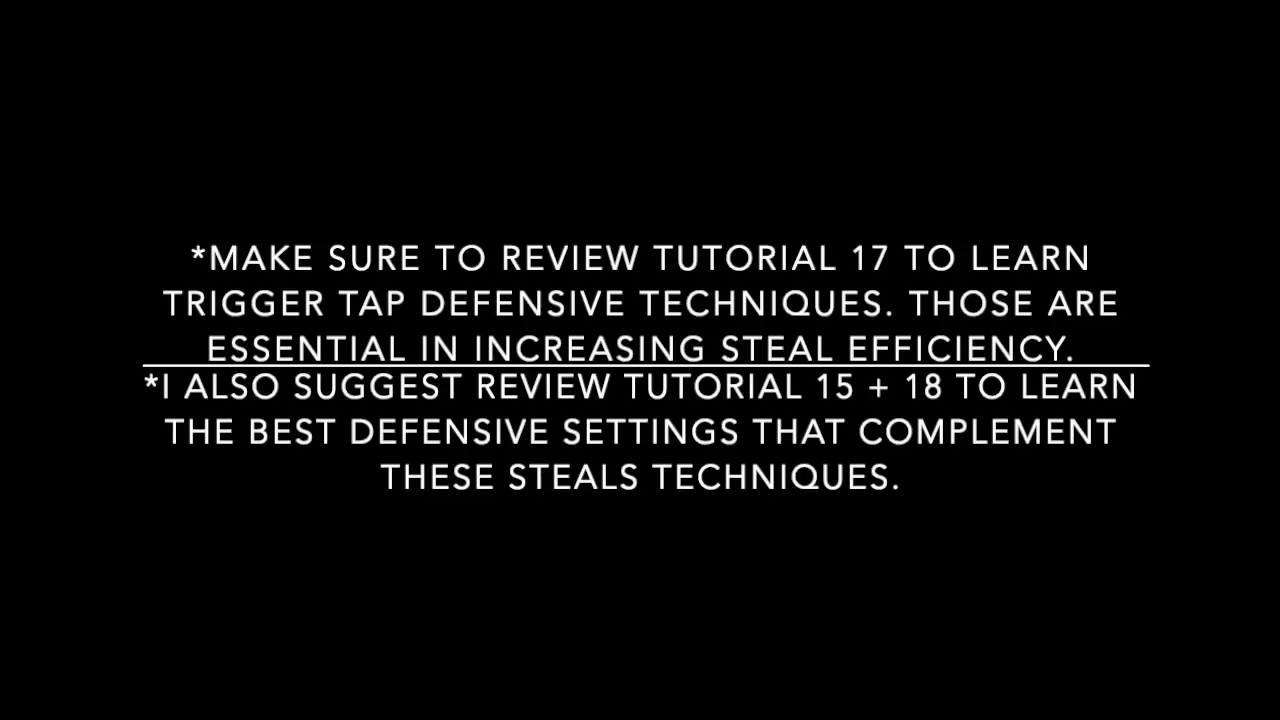 *MAKE SURE TO REVIEW TUTORIAL 17 TO LEARN
TRIGGER TAP DEFENSIVE TECHNIQUES. THOSE ARE
ESSENTIAL IN INCREASING STEAL EFFICIENCY.
*I ALSO SUGGEST REVIEW TUTORIAL 15 + 18 TO LEARN
THE BEST DEFENSIVE SETTINGS THAT COMPLEMENT
THESE STEALS TECHNIQUES.